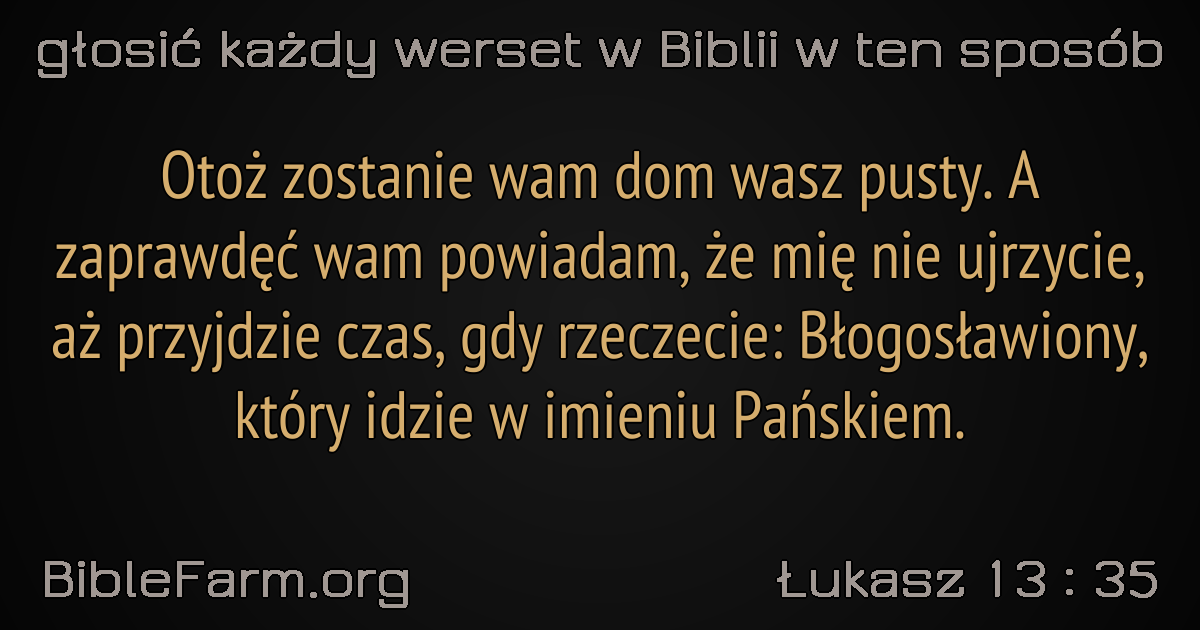 głosić każdy werset w Biblii w ten sposób
Otoż zostanie wam dom wasz pusty. A
zaprawdęć wam powiadam, że mię nie ujrzycie,
aż przyjdzie czas, gdy rzeczecie: Błogosławiony,
który idzie w imieniu Pańskiem.
BibleFarm.org
Łukasz 13 : 35